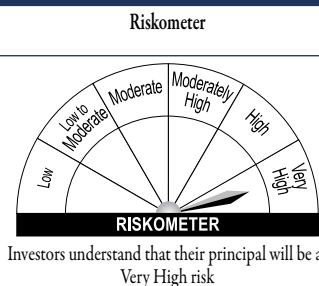 Riskometer
Low
Low to
Moderate
Moderate
Moderately
High
High
Very
High
RISKOMETER
Investors understand that their principal will be a
Very High risk